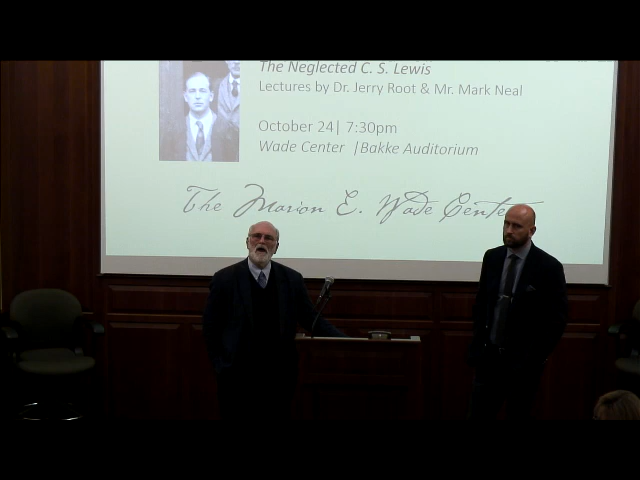 The Neglected C. S. Lewis
Lectures by Dr. Jerry Root & Mr. Mark Neal
October 24| 7:30pm
Wade Center |Bakke Auditorium
The Marion E. Wade Center